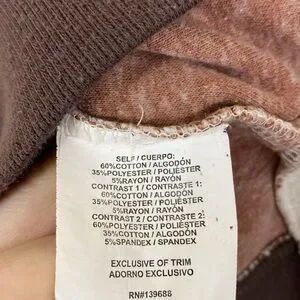 SELF / CUERPO:
60%COTTON / ALGODÓN
35%POLYESTER / POLIÉSTER
5%RAYON / RAYÓN
CONTRAST 1 / CONTRASTE 1:
60%COTTON / ALGODÓN
35%POLYESTER / POLIÉSTER
5%RAYON / RAYÓN
CONTRAST 2 / CONTRASTE 2:
60%POLYESTER / POLIÉSTER
35%COTTON / ALGODÓN
5%SPANDEX / SPANDEX
EXCLUSIVE OF TRIM
ADORNO EXCLUSIVO
RN#139688